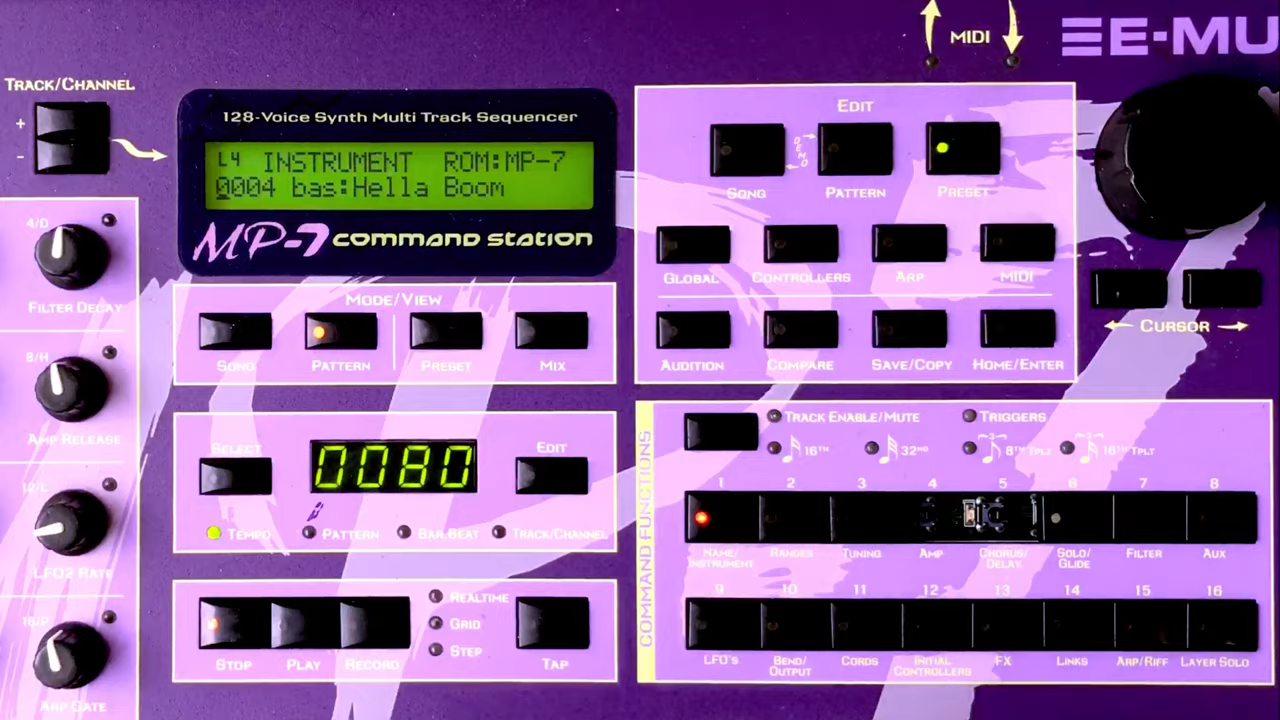 MIDI
E-MU
TRACK/CHANNEL
+
-
128-Voice Synth Multi Track Sequencer
L4 INSTRUMENT ROM:MP-7
0004 bas:Hella Boom
MP-7 COMMAND STATION
4/D
FILTER DECAY
8/H
AMP RELEASE
12/L
LFO2 RATE
16/P
ARP GATE
MODE/VIEW
SONG PATTERN PRESET MIX
SELECT
0080
EDIT
TEMPO PATTERN BAR.BEAT TRACK/CHANNEL
REALTIME
GRID
STEP
STOP PLAY RECORD TAP
EDIT
DEMO
SONG PATTERN PRESET
GLOBAL CONTROLLERS ARP MIDI
AUDITION COMPARE SAVE/COPY HOME/ENTER
← CURSOR →
COMMAND FUNCTIONS
TRACK ENABLE/MUTE TRIGGERS
16TH 32ND 8TH TPLT 16TH TPLT
1 2 3 4 5 6 7 8
NAME/INSTRUMENT RANGES TUNING AMP CHORUS/DELAY SOLO/GLIDE FILTER AUX
9 10 11 12 13 14 15 16
LFO'S BEND/OUTPUT CORDS INITIAL CONTROLLERS FX LINKS ARP/RIFF LAYER SOLO